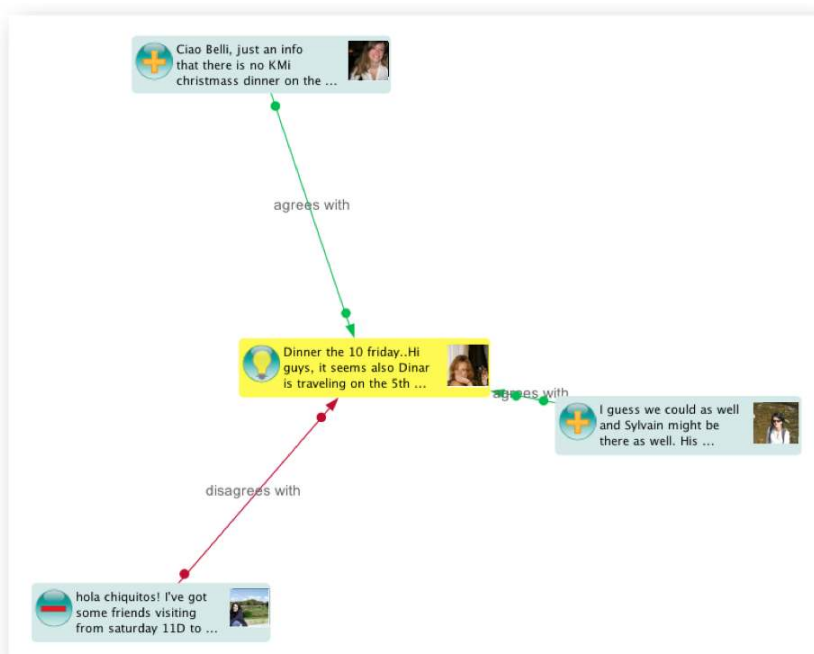 Ciao Belli, just an info
that there is no KMi
christmass dinner on the ...
agrees with
Dinner the 10 friday..Hi
guys, it seems also Dinar
is traveling on the 5th ...
agrees with
I guess we could as well
and Sylvain might be
there as well. His ...
disagrees with
hola chiquitos! I've got
some friends visiting
from saturday 11D to ...